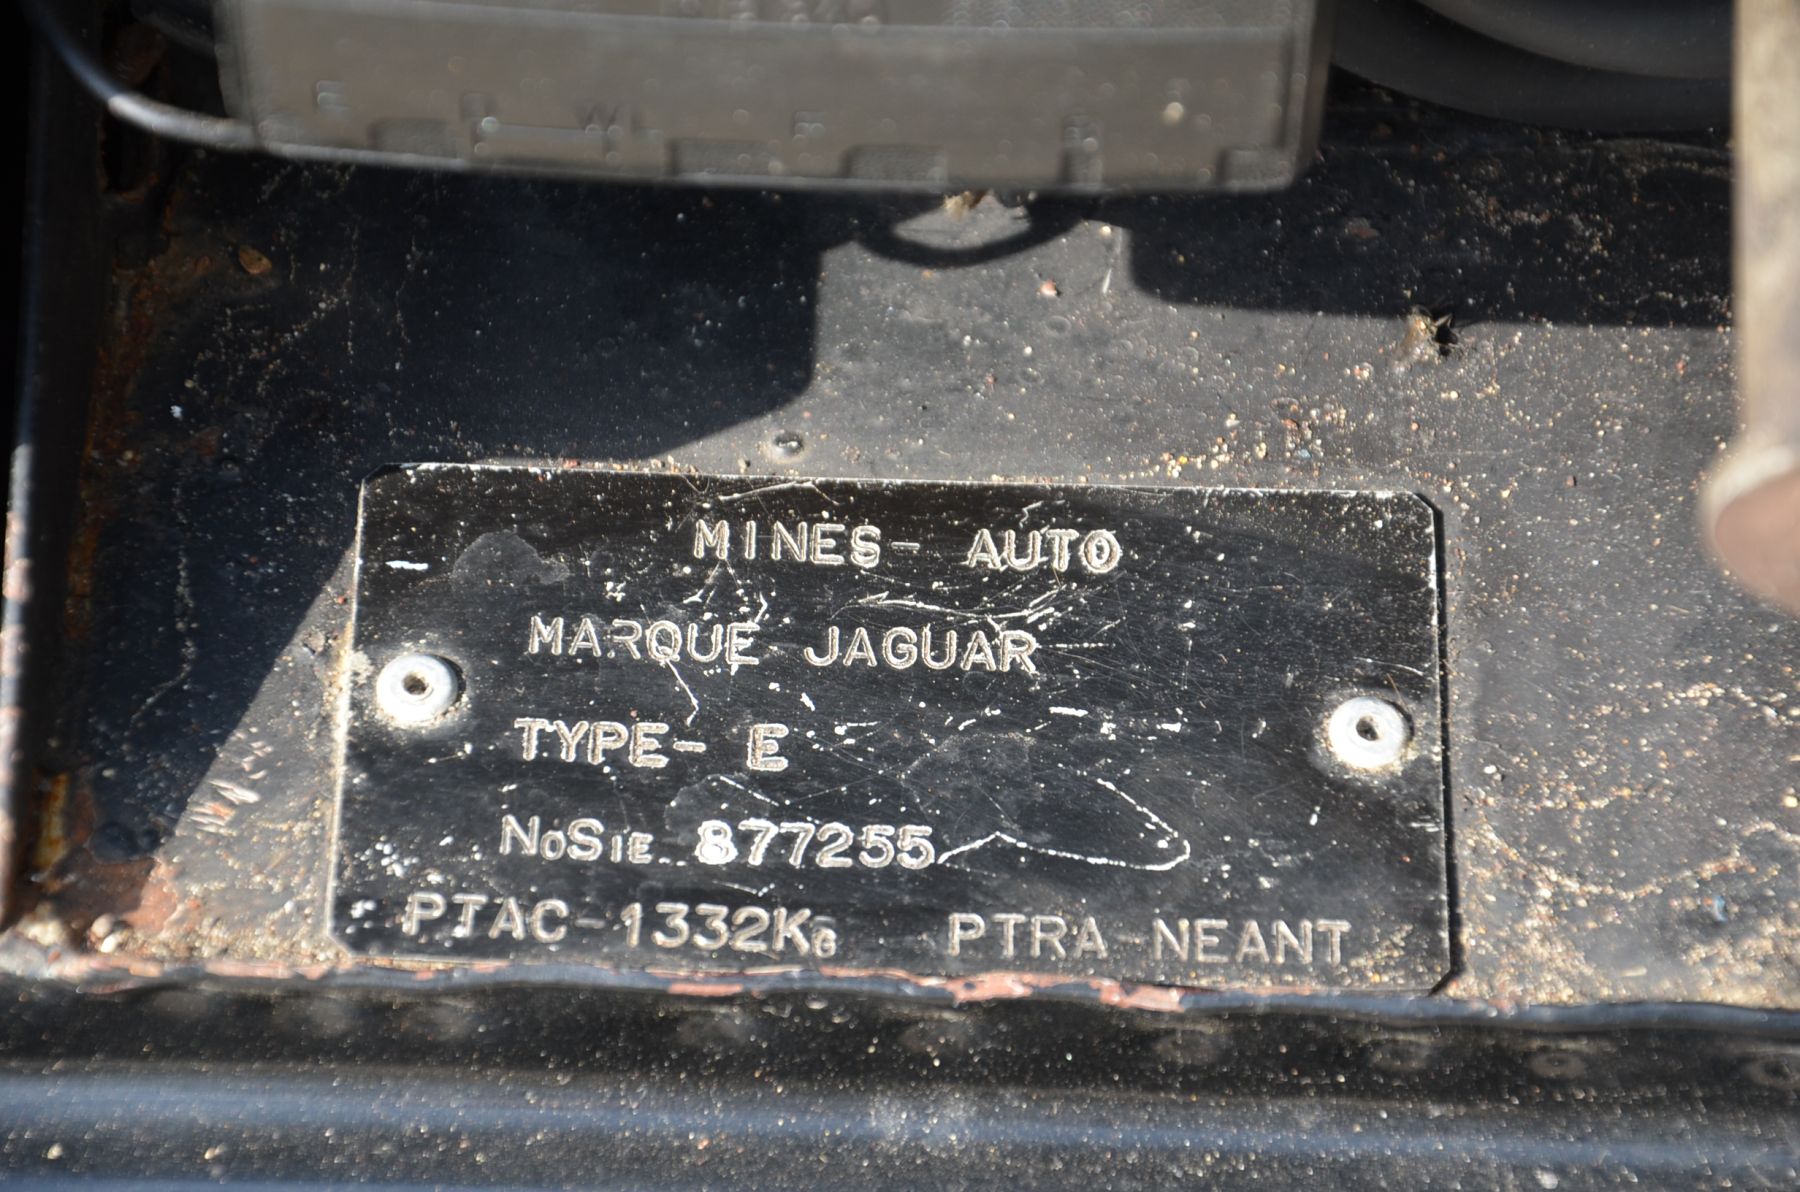 MINES- AUTO
MARQUE JAGUAR
TYPE- E
NoSIE 877255
PTAC-1332KG PTRA-NEANT